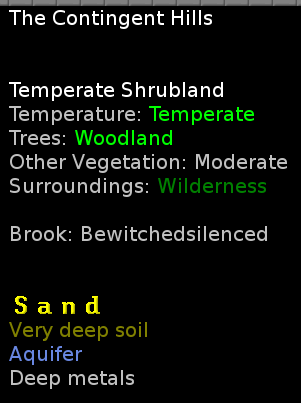 The Contingent Hills
Temperate Shrubland
Temperature: Temperate
Trees: Woodland
Other Vegetation: Moderate
Surroundings: Wilderness
Brook: Bewitchedsilenced
Sand
Very deep soil
Aquifer
Deep metals